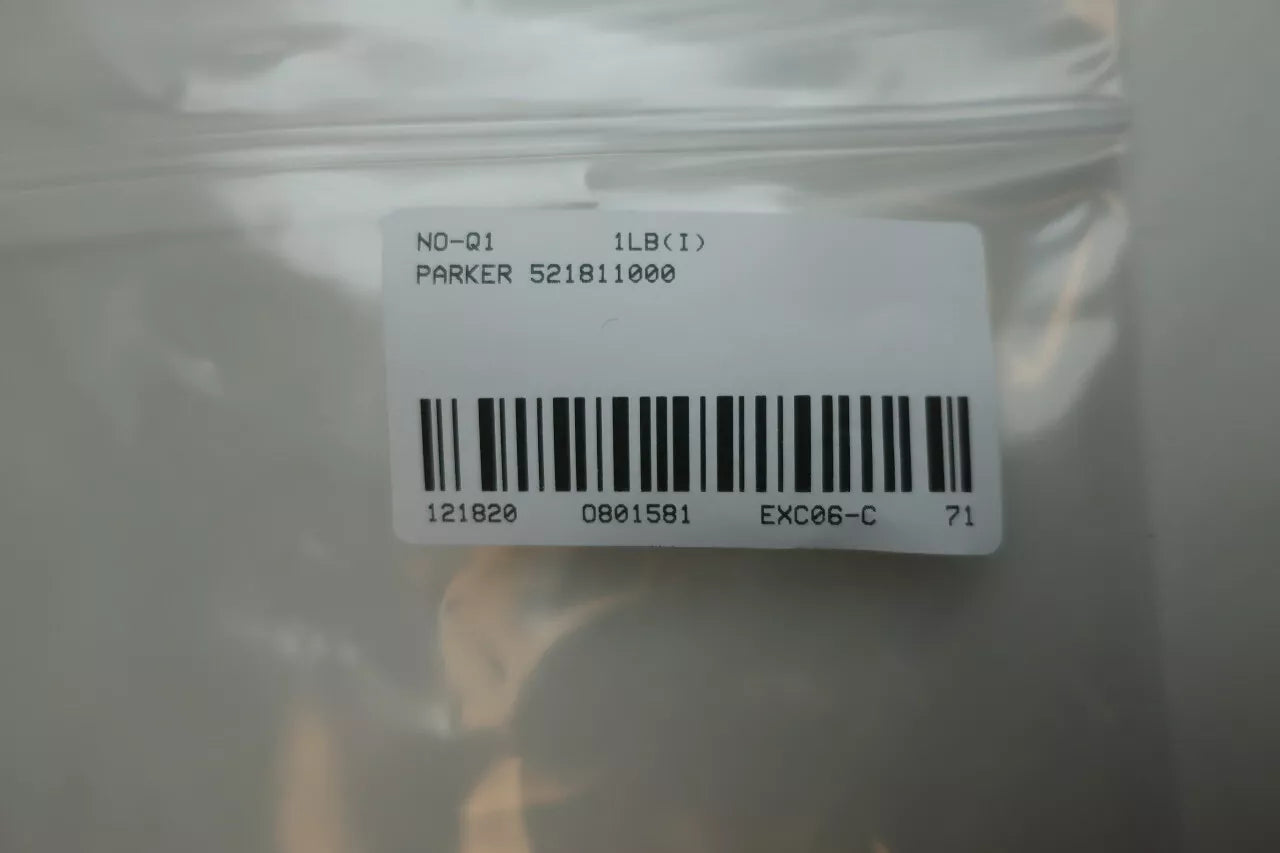 NO-Q1 1LB(I)
PARKER 521811000
121820 0801581 EXC06-C 71